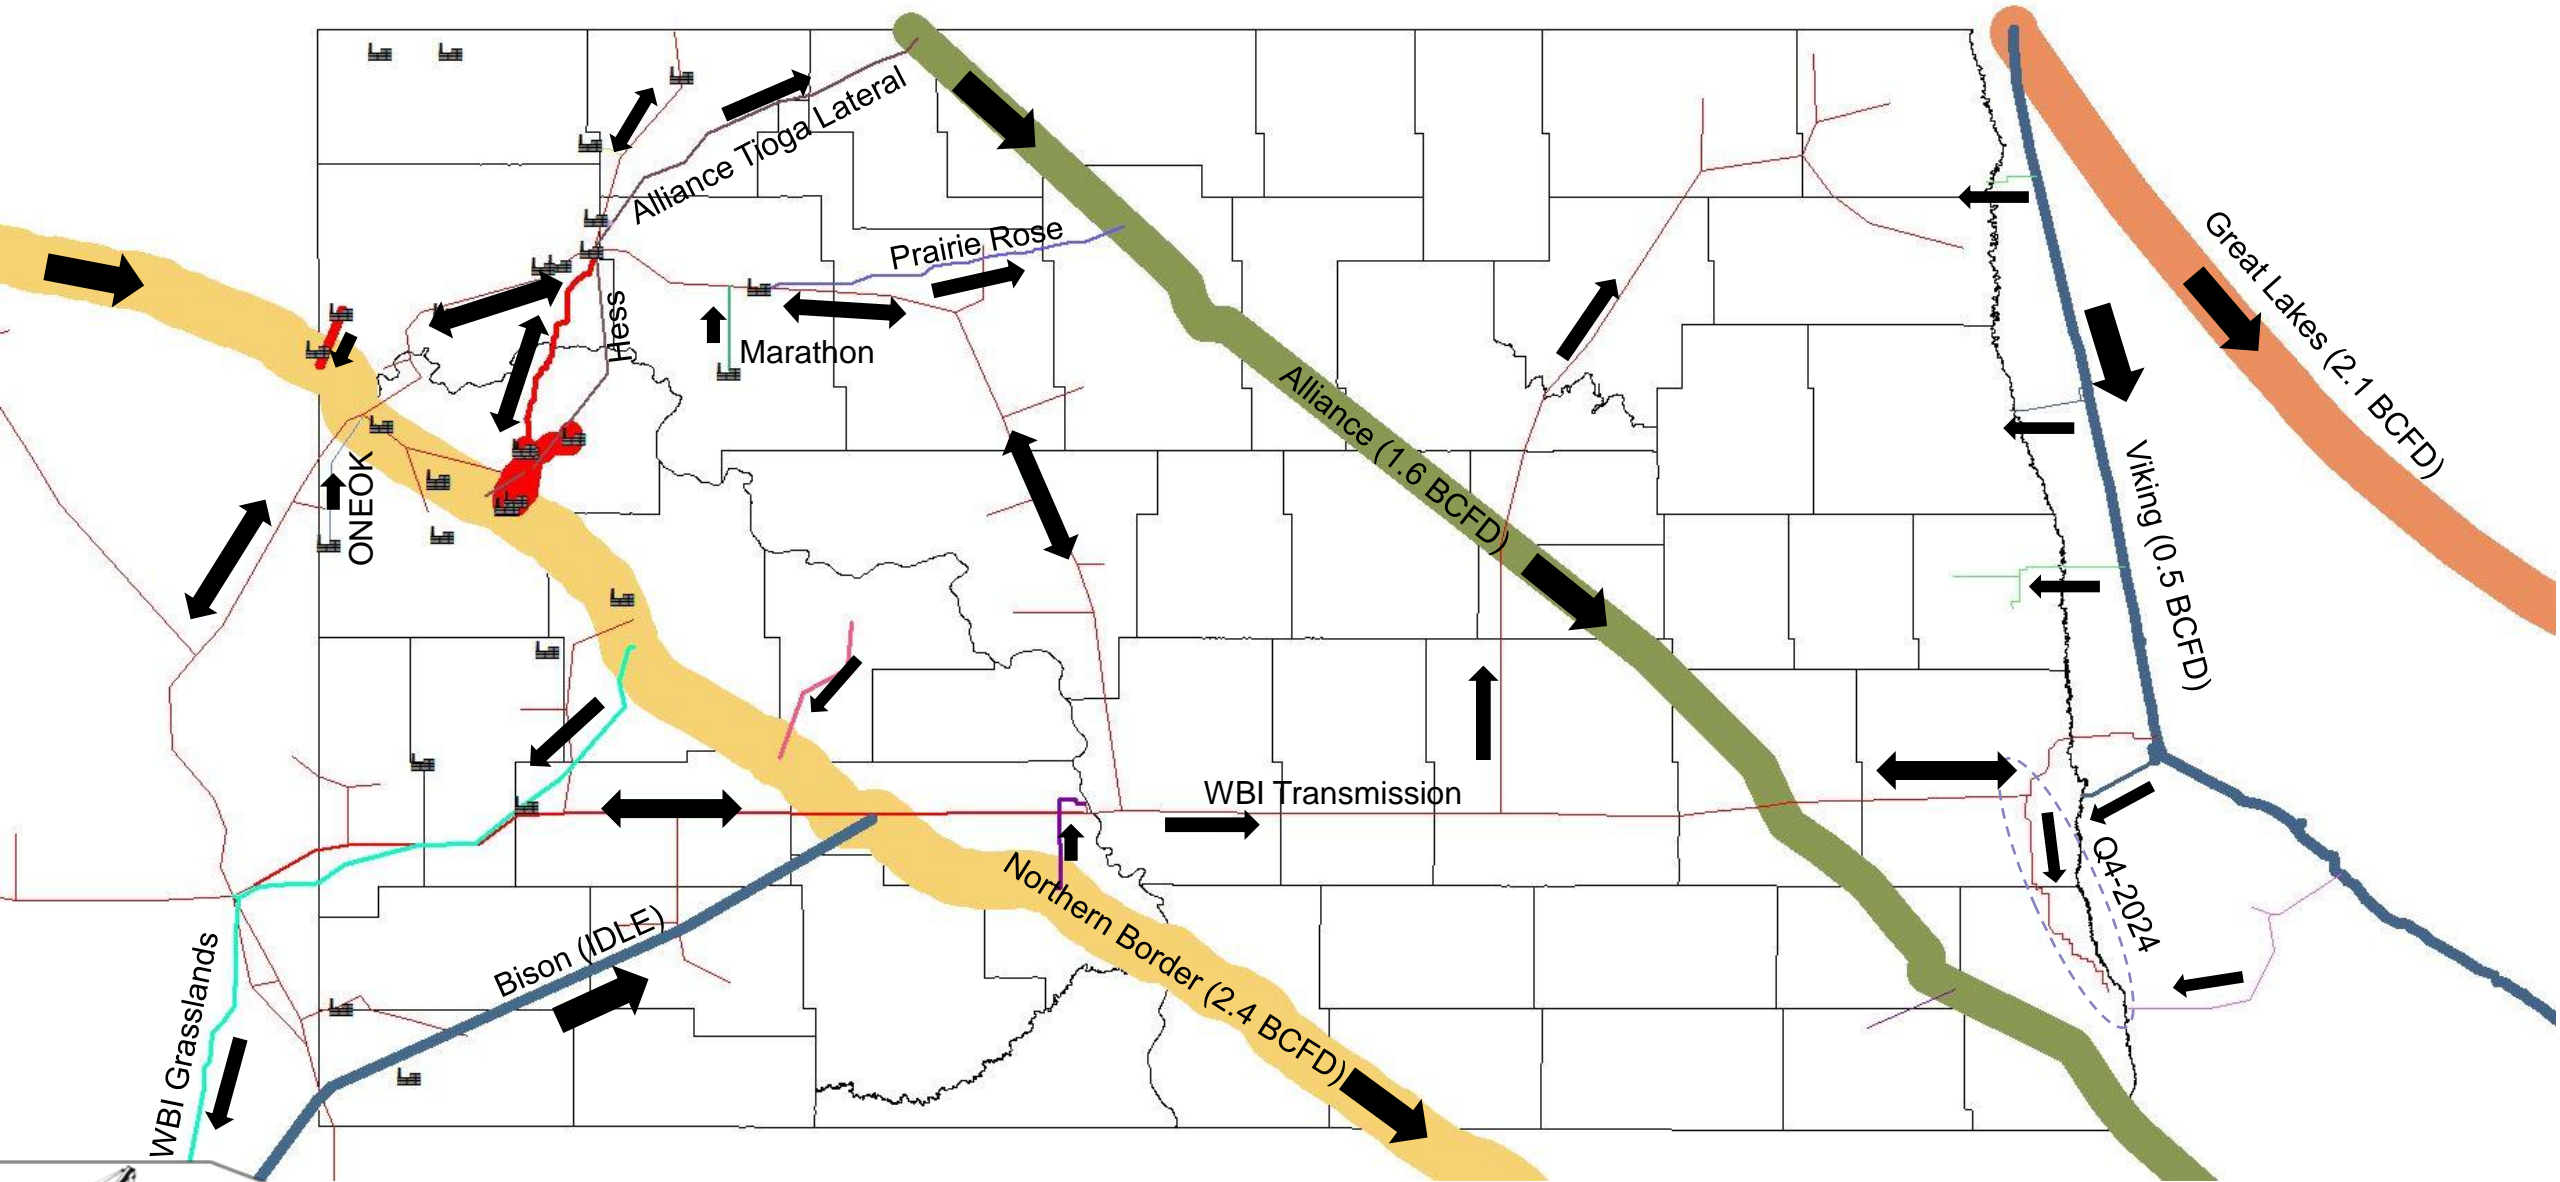 Alliance Tioga Lateral
Prairie Rose
Great Lakes (2.1 BCFD)
Hess
Marathon
Alliance (1.6 BCFD)
ONEOK
Viking (0.5 BCFD)
WBI Transmission
Q4-2024
Northern Border (2.4 BCFD)
Bison (IDLE)
WBI Grasslands